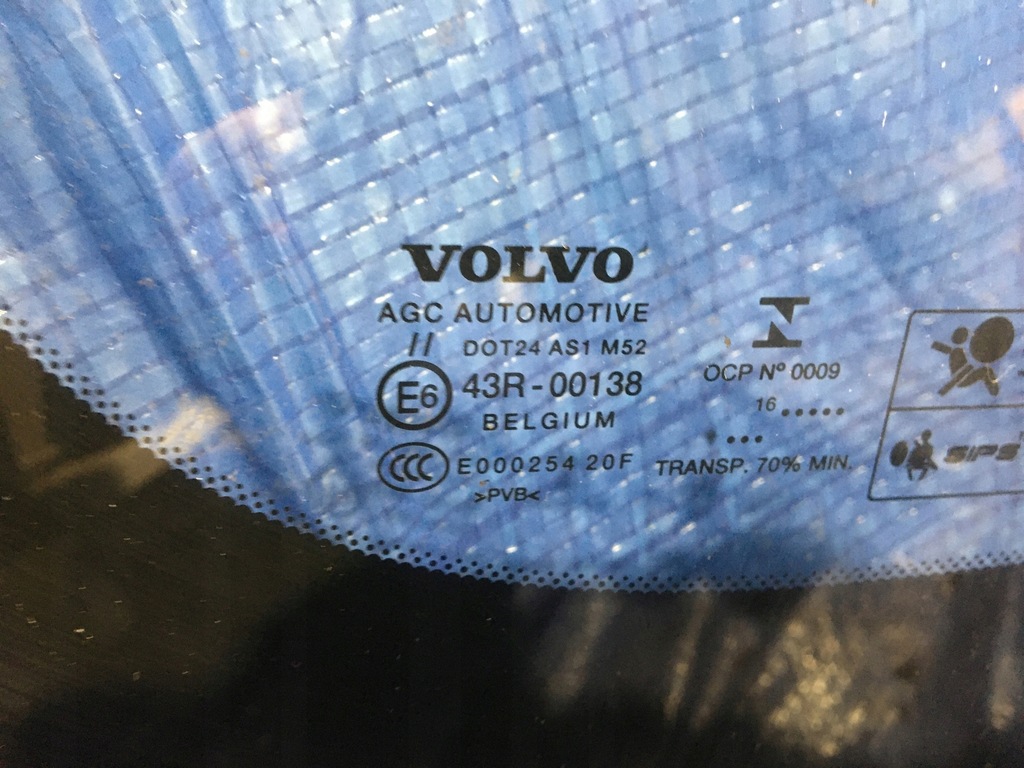 VOLVO
AGC AUTOMOTIVE
// DOT24 AS1 M52
E6 43R-00138
BELGIUM
CCC E000254 20F
>PVB<
OCP Nº 0009
16......
...
TRANSP. 70% MIN.
SIPS